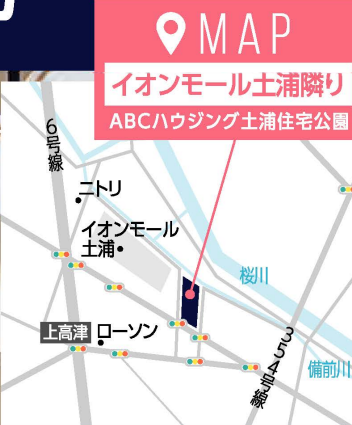 MAP
イオンモール土浦隣り
ABCハウジング土浦住宅公園
6号線
ニトリ
イオンモール
土浦
桜川
上高津
ローソン
354号線
備前川